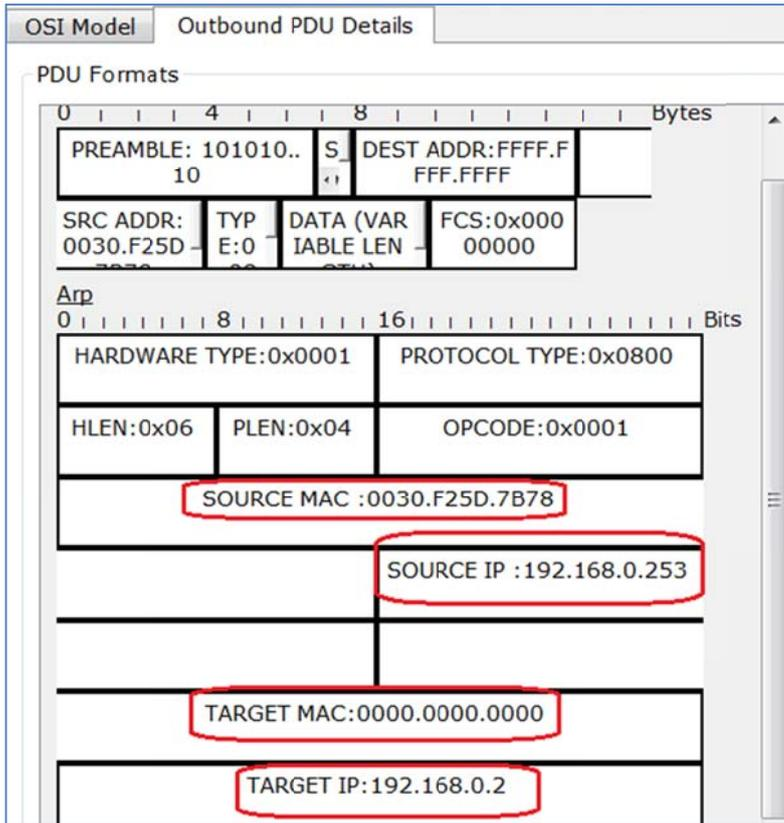 OSI Model Outbound PDU Details
PDU Formats
0 4 8 Bytes
PREAMBLE: 101010..
10
S
DEST ADDR:FFFF.F
FFF.FFFF
SRC ADDR:
0030.F25D
TYP
E:0
DATA (VAR
IABLE LEN
FCS:0x000
00000
Arp
0 8 16 Bits
HARDWARE TYPE:0x0001 PROTOCOL TYPE:0x0800
HLEN:0x06 PLEN:0x04 OPCODE:0x0001
SOURCE MAC :0030.F25D.7B78
SOURCE IP :192.168.0.253
TARGET MAC:0000.0000.0000
TARGET IP:192.168.0.2